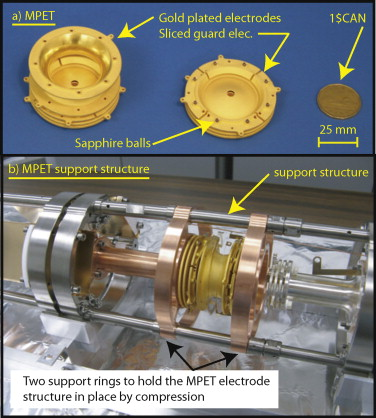 a) MPET
Gold plated electrodes
Sliced guard elec.
1$CAN
Sapphire balls
25 mm
b) MPET support structure
support structure
Two support rings to hold the MPET electrode
structure in place by compression